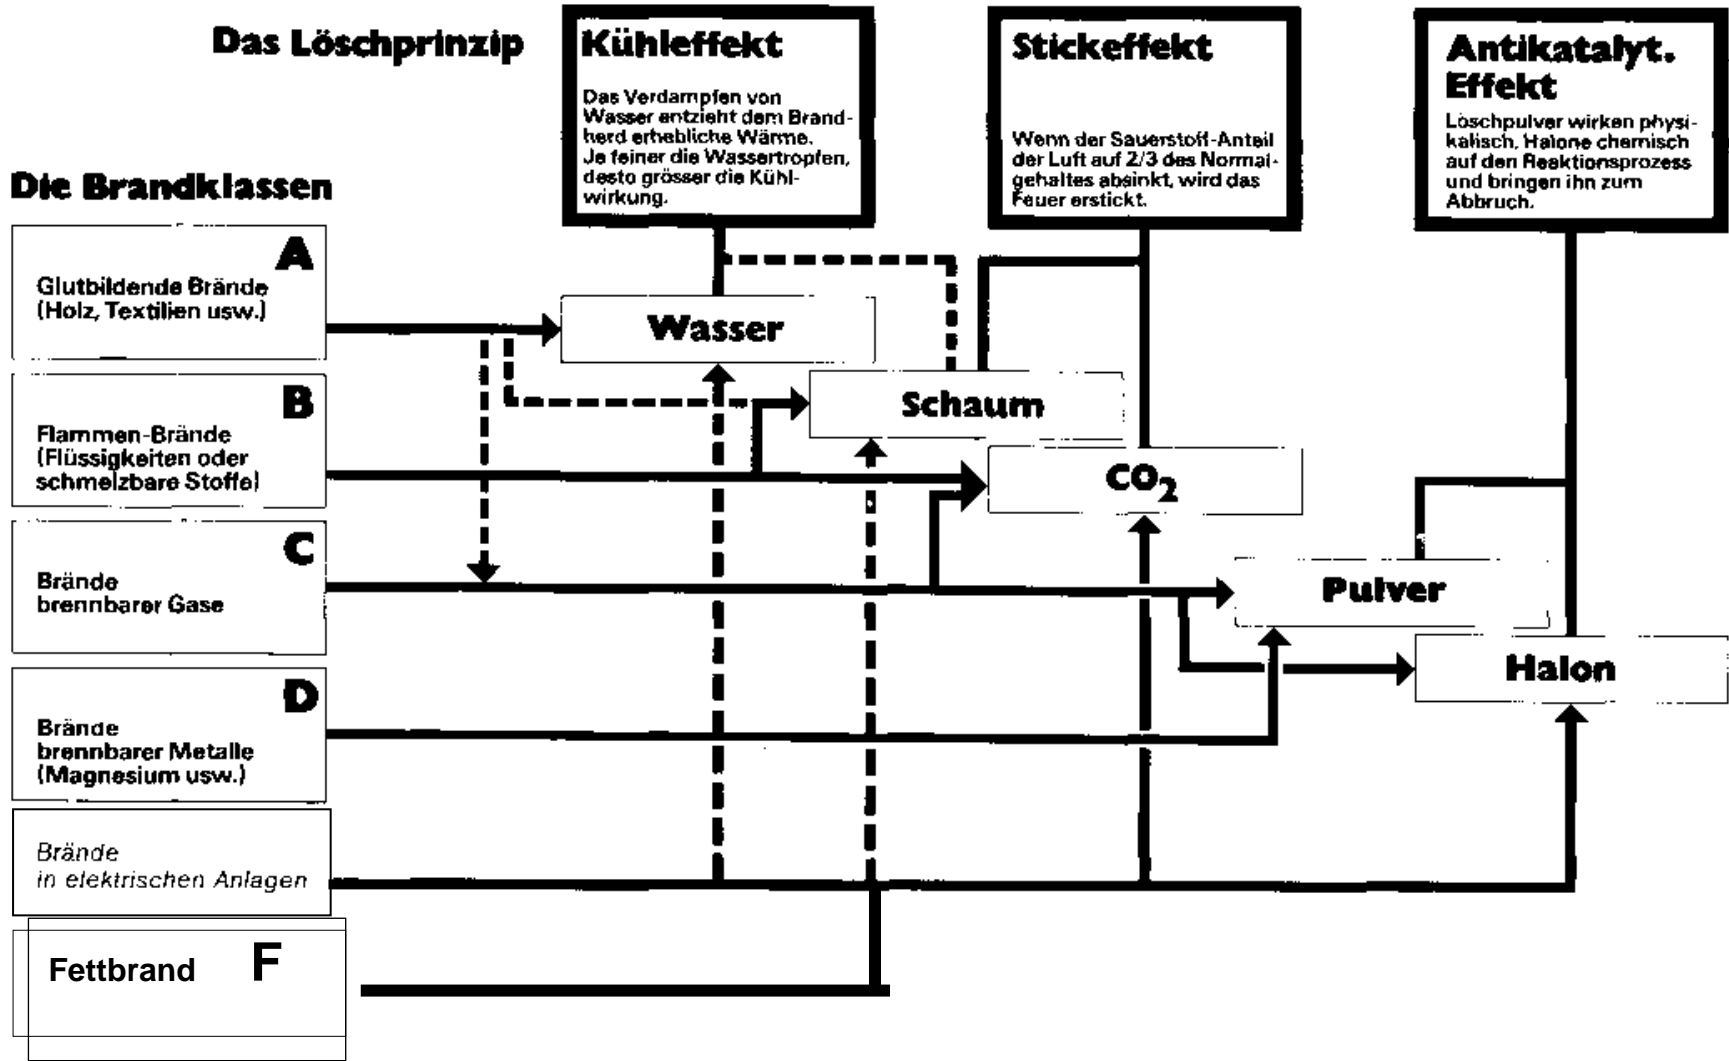 Das Löschprinzip
Kühleffekt
Das Verdampfen von
Wasser entzieht dem Brand-
herd erhebliche Wärme.
Je feiner die Wassertropfen,
desto grösser die Kühl-
wirkung.
Stickeffekt
Wenn der Sauerstoff-Anteil
der Luft auf 2/3 des Normal-
gehaltes absinkt, wird das
Feuer erstickt.
Antikatalyt.
Effekt
Löschpulver wirken physi-
kalisch, Halone chemisch
auf den Reaktionsprozess
und bringen ihn zum
Abbruch.
Die Brandklassen
A
Glutbildende Brände
(Holz, Textilien usw.)
Wasser
B
Flammen-Brände
(Flüssigkeiten oder
schmelzbare Stoffe)
Schaum
CO₂
C
Brände
brennbarer Gase
Pulver
Halon
D
Brände
brennbarer Metalle
(Magnesium usw.)
Brände
in elektrischen Anlagen
Fettbrand F